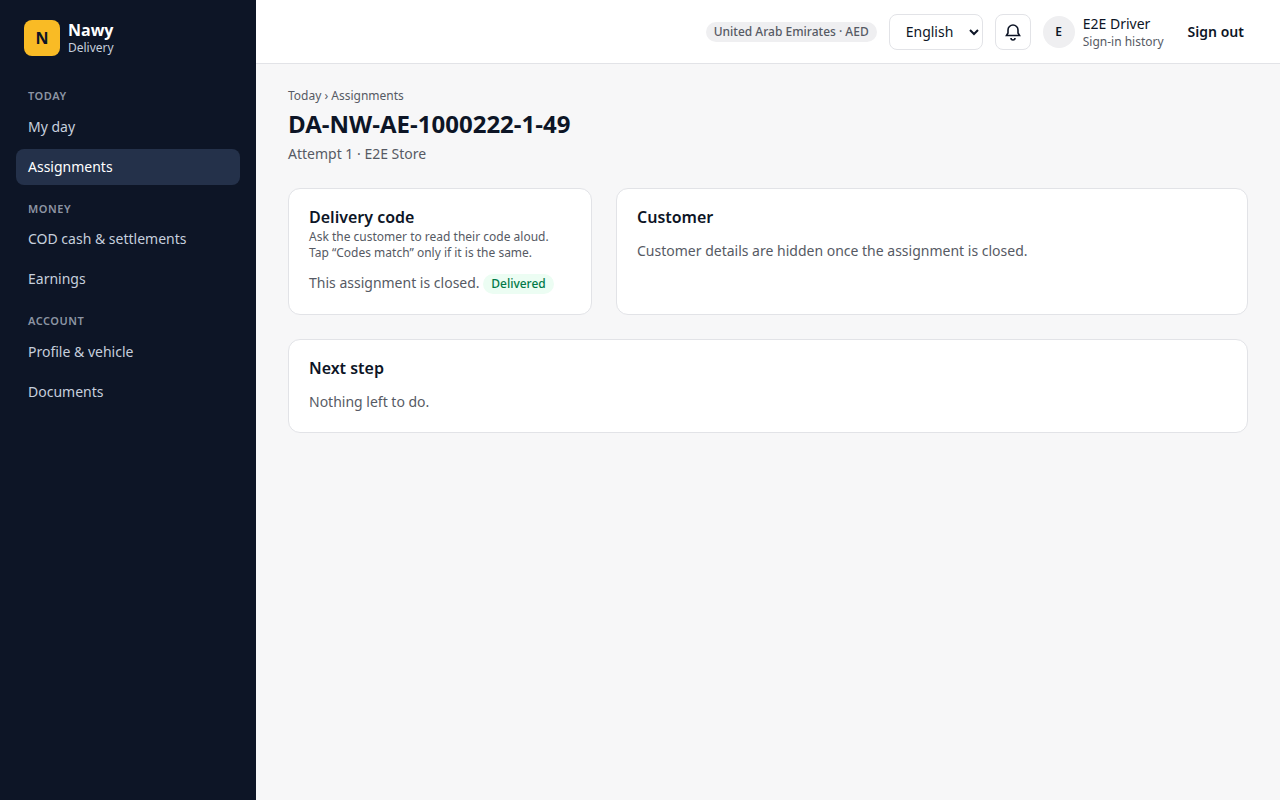 N
Nawy
Delivery
TODAY
My day
Assignments
MONEY
COD cash & settlements
Earnings
ACCOUNT
Profile & vehicle
Documents
United Arab Emirates · AED
English
E
E2E Driver
Sign-in history
Sign out
Today › Assignments
DA-NW-AE-1000222-1-49
Attempt 1 · E2E Store
Delivery code
Ask the customer to read their code aloud.
Tap “Codes match” only if it is the same.
This assignment is closed. Delivered
Customer
Customer details are hidden once the assignment is closed.
Next step
Nothing left to do.